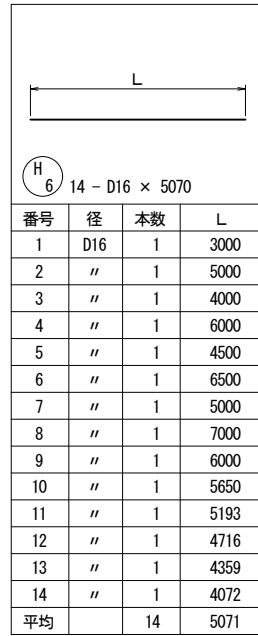 L
H
6 14 - D16 × 5070
番号 径 本数 L
1 D16 1 3000
2 〃 1 5000
3 〃 1 4000
4 〃 1 6000
5 〃 1 4500
6 〃 1 6500
7 〃 1 5000
8 〃 1 7000
9 〃 1 6000
10 〃 1 5650
11 〃 1 5193
12 〃 1 4716
13 〃 1 4359
14 〃 1 4072
平均 14 5071